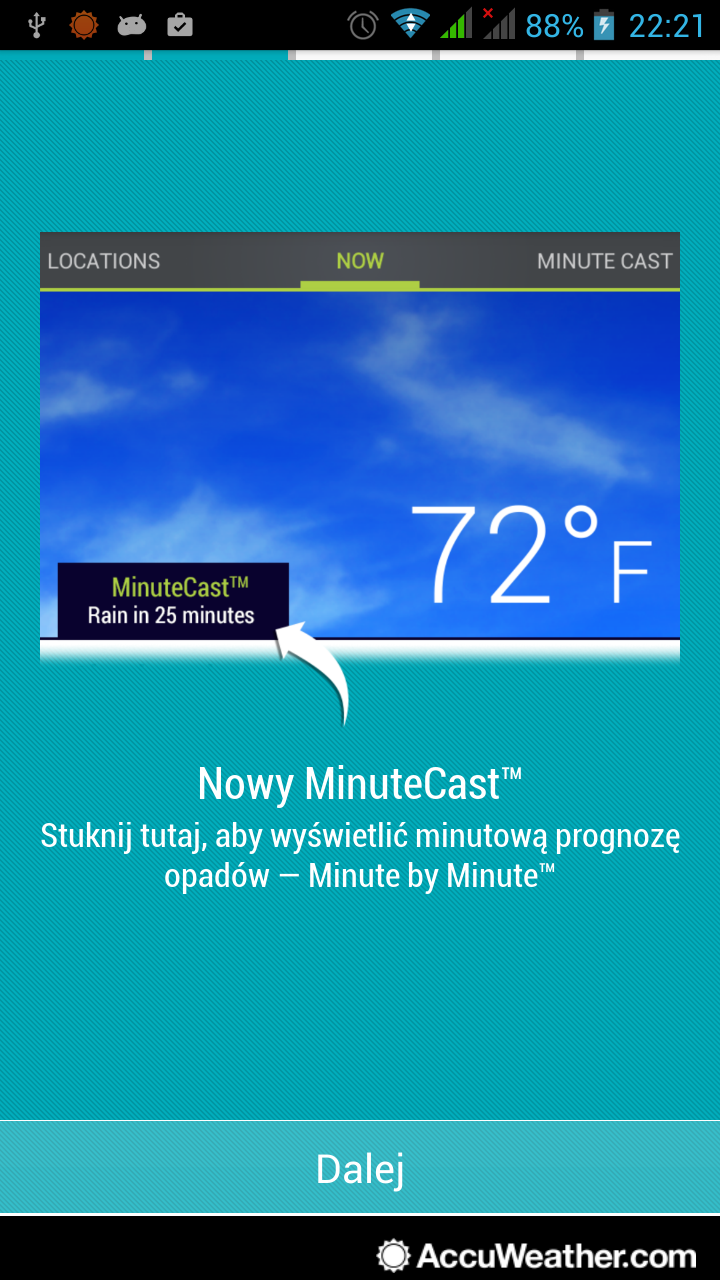 88% 22:21
LOCATIONS NOW MINUTE CAST
72°F
MinuteCast™
Rain in 25 minutes
Nowy MinuteCast™
Stuknij tutaj, aby wyświetlić minutową prognozę
opadów — Minute by Minute™
Dalej
AccuWeather.com